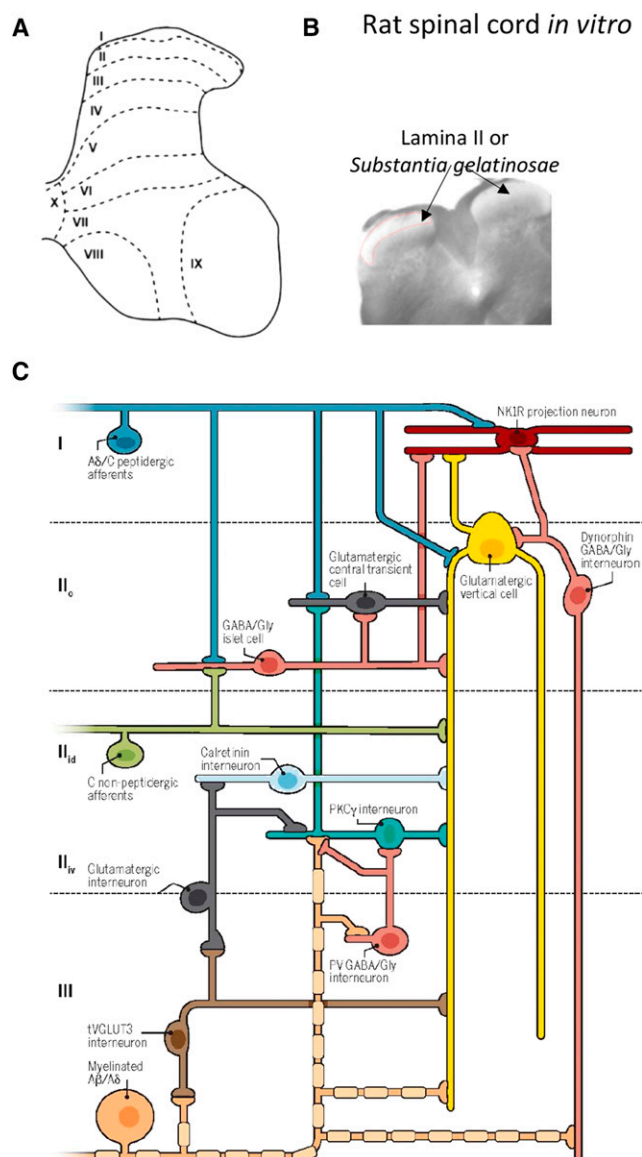 A
I
II
III
IV
V
VI
X
VII
VIII
IX
B
Rat spinal cord in vitro
Lamina II or
Substantia gelatinosae
C
I
Aδ/C peptidergic
afferents
NK1R projection neuron
IIo
Glutamatergic
central transient
cell
Glutamatergic
vertical cell
Dynorphin
GABA/Gly
interneuron
GABA/Gly
islet cell
IIid
C non-peptidergic
afferents
Calretinin
interneuron
PKCγ interneuron
IIiv
Glutamatergic
interneuron
PV GABA/Gly
interneuron
III
tVGLUT3
interneuron
Myelinated
Aβ/Aδ